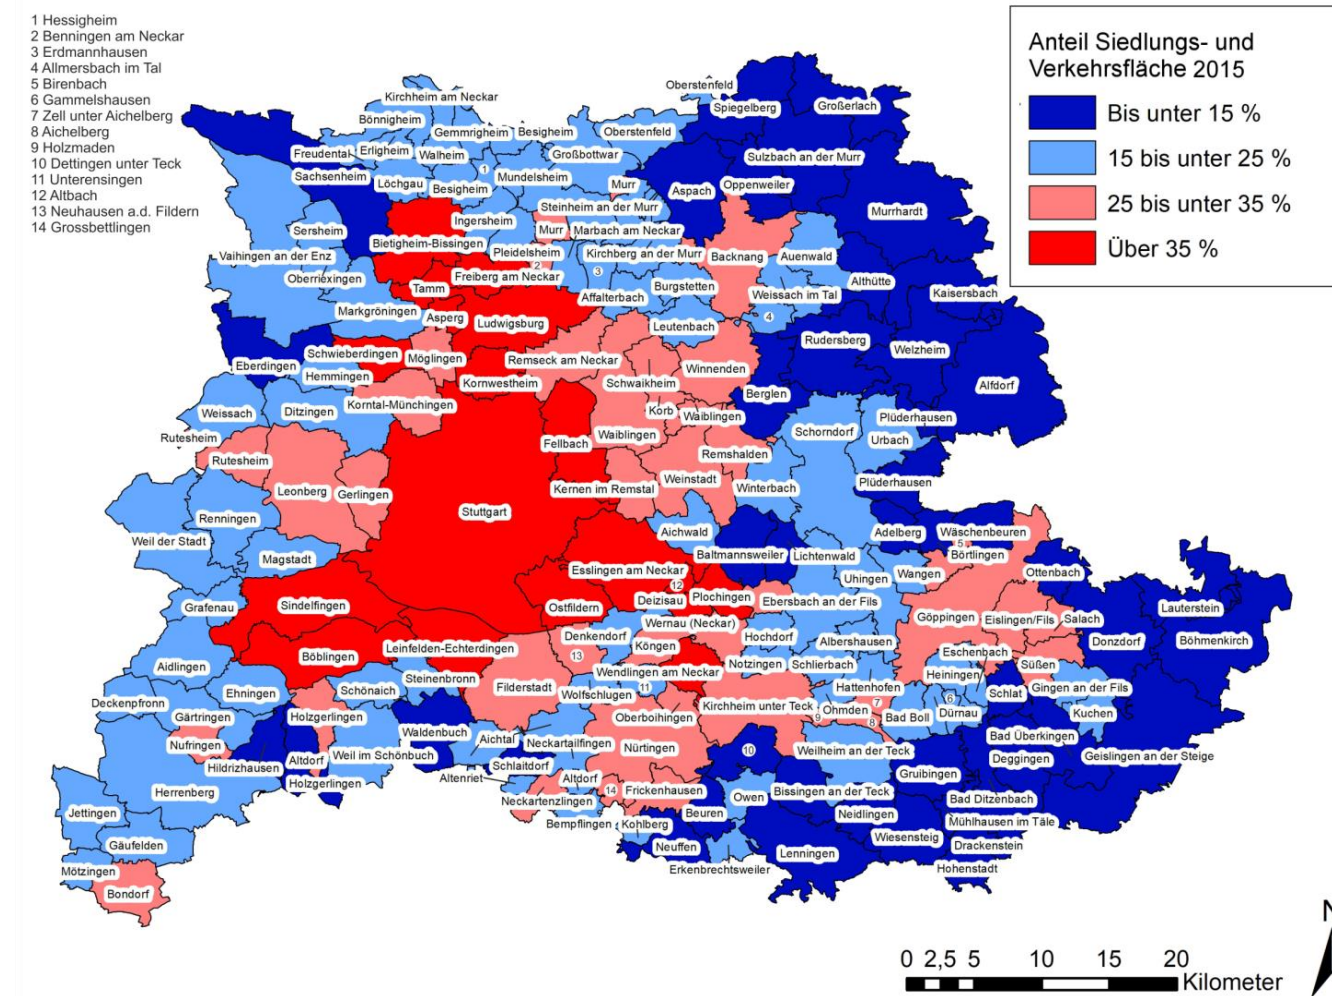 1 Hessigheim
2 Benningen am Neckar
3 Erdmannhausen
4 Allmersbach im Tal
5 Birenbach
6 Gammelshausen
7 Zell unter Aichelberg
8 Aichelberg
9 Holzmaden
10 Dettingen unter Teck
11 Unterensingen
12 Altbach
13 Neuhausen a.d. Fildern
14 Grossbettlingen
Anteil Siedlungs- und
Verkehrsfläche 2015
Bis unter 15 %
15 bis unter 25 %
25 bis unter 35 %
Über 35 %
Oberstenfeld
Kirchheim am Neckar
Spiegelberg
Großerlach
Bönnigheim
Gemmrigheim
Besigheim
Oberstenfeld
Freudental
Erligheim
Walheim
Großbottwar
Sulzbach an der Murr
Sachsenheim
Löchgau
1
Mundelsheim
Murr
Aspach
Oppenweiler
Besigheim
Steinheim an der Murr
Murrhardt
Sersheim
Ingersheim
Murr
Marbach am Neckar
Bietigheim-Bissingen
Pleidelsheim
Kirchberg an der Murr
Backnang
Auenwald
Vaihingen an der Enz
2
3
Oberriexingen
Freiberg am Neckar
Burgstetten
Althütte
Kaisersbach
Tamm
Affalterbach
Weissach im Tal
Markgröningen
Asperg
Ludwigsburg
4
Leutenbach
Rudersberg
Welzheim
Schwieberdingen
Möglingen
Remseck am Neckar
Eberdingen
Hemmingen
Kornwestheim
Schwaikheim
Winnenden
Alfdorf
Berglen
Weissach
Ditzingen
Korntal-Münchingen
Korb
Waiblingen
Plüderhausen
Rutesheim
Fellbach
Waiblingen
Schorndorf
Urbach
Rutesheim
Remshalden
Leonberg
Gerlingen
Kernen im Remstal
Weinstadt
Winterbach
Plüderhausen
Stuttgart
Renningen
Aichwald
Adelberg
Wäschenbeuren
Weil der Stadt
Magstadt
Baltmannsweiler
Lichtenwald
5
Börtlingen
Esslingen am Neckar
Uhingen
Wangen
Ottenbach
12
Grafenau
Sindelfingen
Ostfildern
Deizisau
Plochingen
Ebersbach an der Fils
Lauterstein
Wernau (Neckar)
Göppingen
Eislingen/Fils
Salach
Denkendorf
Hochdorf
Albershausen
Donzdorf
Böhmenkirch
Böblingen
Leinfelden-Echterdingen
13
Köngen
Eschenbach
Aidlingen
Steinenbronn
Wendlingen am Neckar
Notzingen
Schlierbach
Heiningen
Süßen
Ehningen
Schönaich
Filderstadt
Wolfschlugen
11
Hattenhofen
Schlat
Gingen an der Fils
Deckenpfronn
7
6
Gärtringen
Holzgerlingen
Oberboihingen
Kirchheim unter Teck
9
Ohmden
8
Bad Boll
Dürnau
Kuchen
Nufringen
Waldenbuch
Aichtal
Neckartailfingen
Nürtingen
10
Weilheim an der Teck
Bad Überkingen
Hildrizhausen
Altdorf
Weil im Schönbuch
Schlaitdorf
Deggingen
Geislingen an der Steige
Altenriet
Altdorf
Gruibingen
Holzgerlingen
14
Frickenhausen
Herrenberg
Neckartenzlingen
Owen
Bissingen an der Teck
Bad Ditzenbach
Jettingen
Beuren
Neidlingen
Mühlhausen im Täle
Bempflingen
Kohlberg
Wiesensteig
Gäufelden
Neuffen
Lenningen
Drackenstein
Mötzingen
Erkenbrechtsweiler
Hohenstadt
Bondorf
N
0 2,5 5 10 15 20
Kilometer